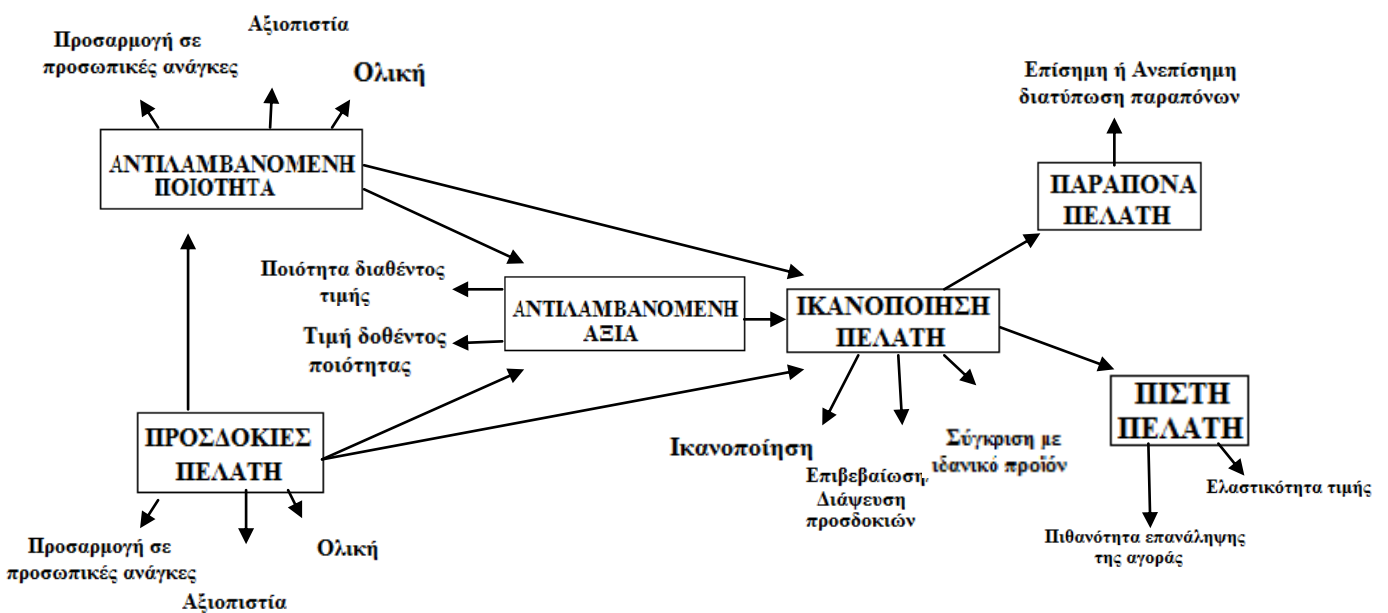 Προσαρμογή σε
προσωπικές ανάγκες
Αξιοπιστία
Ολική
ΑΝΤΙΛΑΜΒΑΝΟΜΕΝΗ
ΠΟΙΟΤΗΤΑ
Επίσημη ή Ανεπίσημη
διατύπωση παραπόνων
ΠΑΡΑΠΟΝΑ
ΠΕΛΑΤΗ
Ποιότητα διαθέντος
τιμής
Τιμή δοθέντος
ποιότητας
ΑΝΤΙΛΑΜΒΑΝΟΜΕΝΗ
ΑΞΙΑ
ΙΚΑΝΟΠΟΙΗΣΗ
ΠΕΛΑΤΗ
ΠΙΣΤΗ
ΠΕΛΑΤΗ
ΠΡΟΣΔΟΚΙΕΣ
ΠΕΛΑΤΗ
Ικανοποίηση
Επιβεβαίωση/
Διάψευση
προσδοκιών
Σύγκριση με
ιδανικό προϊόν
Ελαστικότητα τιμής
Πιθανότητα επανάληψης
της αγοράς
Προσαρμογή σε
προσωπικές ανάγκες
Αξιοπιστία
Ολική